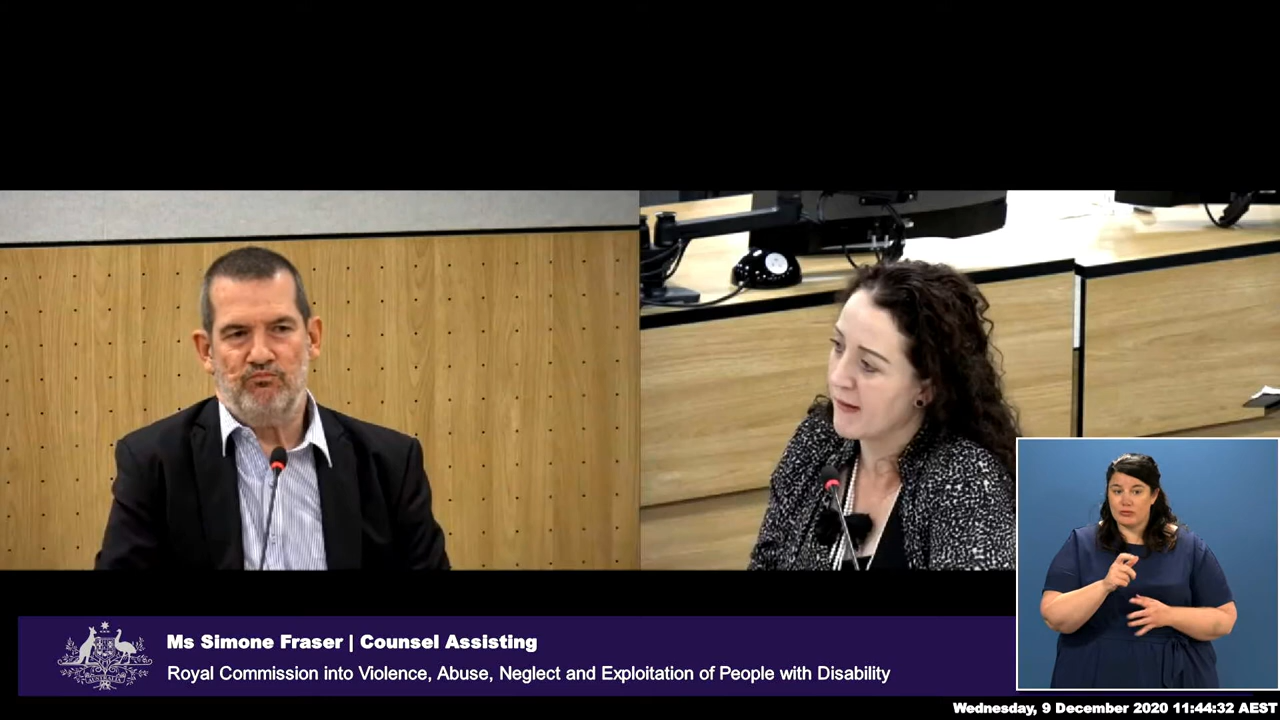 Ms Simone Fraser | Counsel Assisting
Royal Commission into Violence, Abuse, Neglect and Exploitation of People with Disability
Wednesday, 9 December 2020 11:44:32 AEST